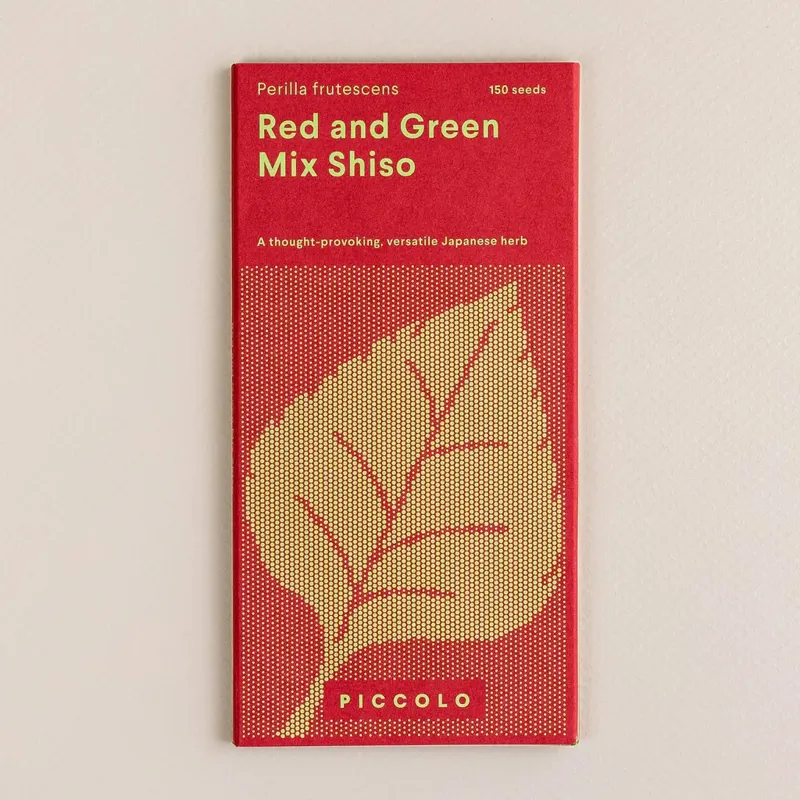 Perilla frutescens
150 seeds
Red and Green
Mix Shiso
A thought-provoking, versatile Japanese herb
PICCOLO